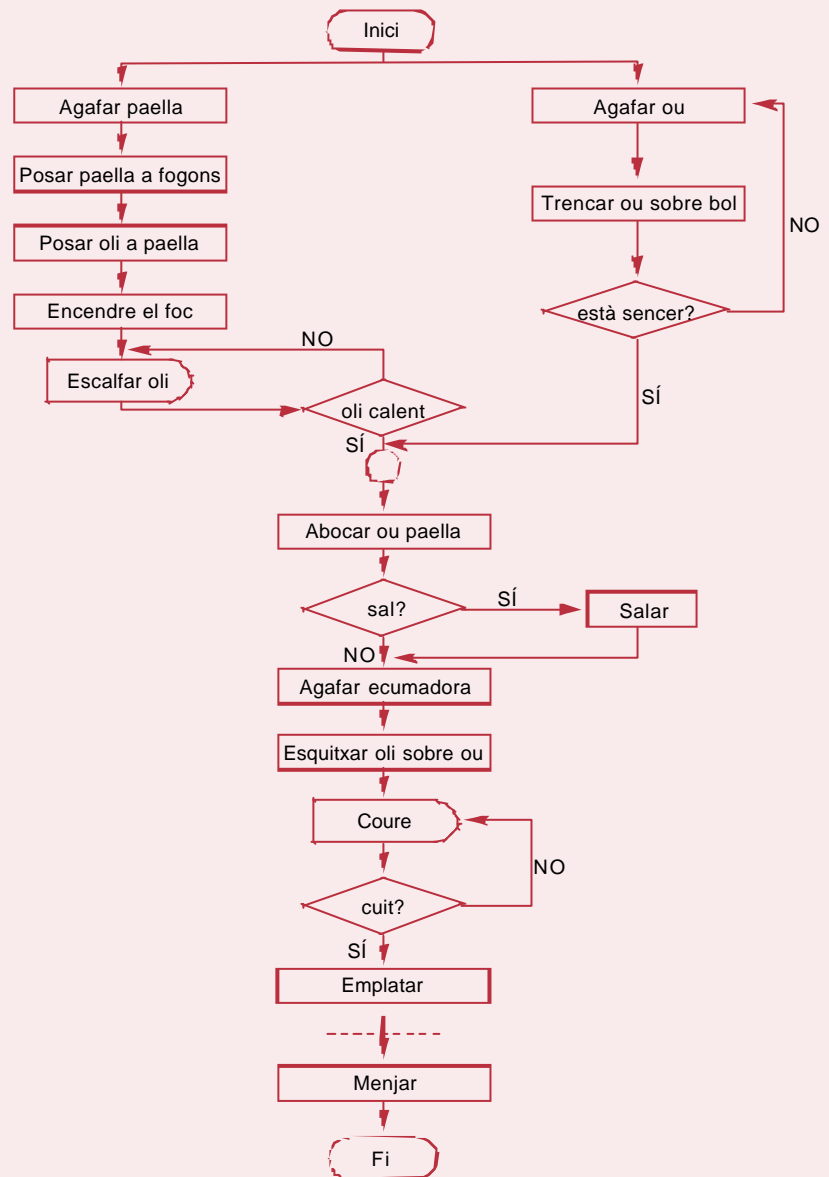 Inici
Agafar paella
Agafar ou
Posar paella a fogons
Trencar ou sobre bol
NO
Posar oli a paella
Encendre el foc
està sencer?
NO
Escalfar oli
oli calent
SÍ
SÍ
Abocar ou paella
sal?
SÍ
Salar
NO
Agafar ecumadora
Esquitxar oli sobre ou
Coure
NO
cuit?
SÍ
Emplatar
Menjar
Fi